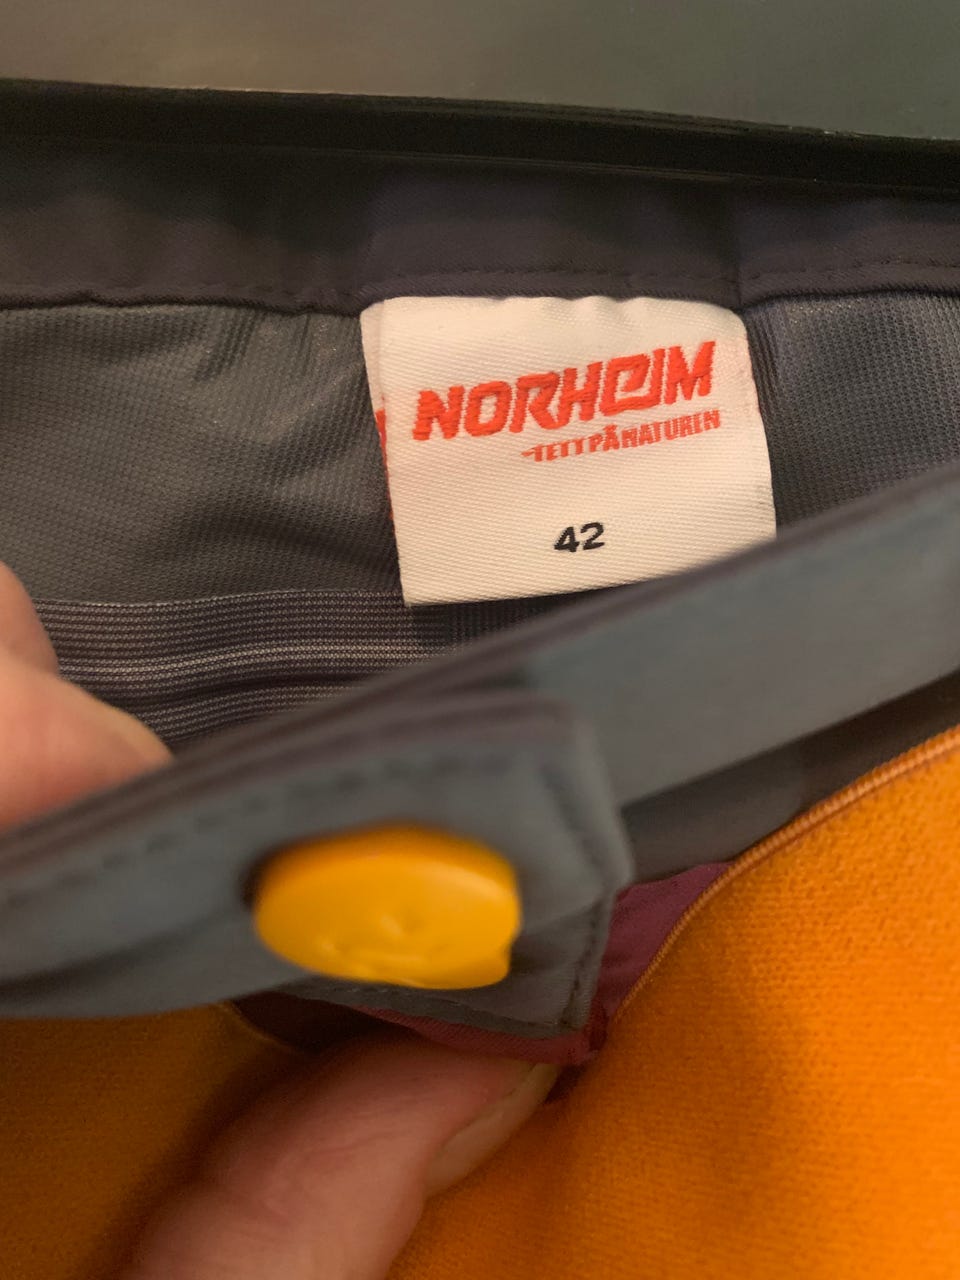 NORHEIM
-TETT PÅ NATUREN
42